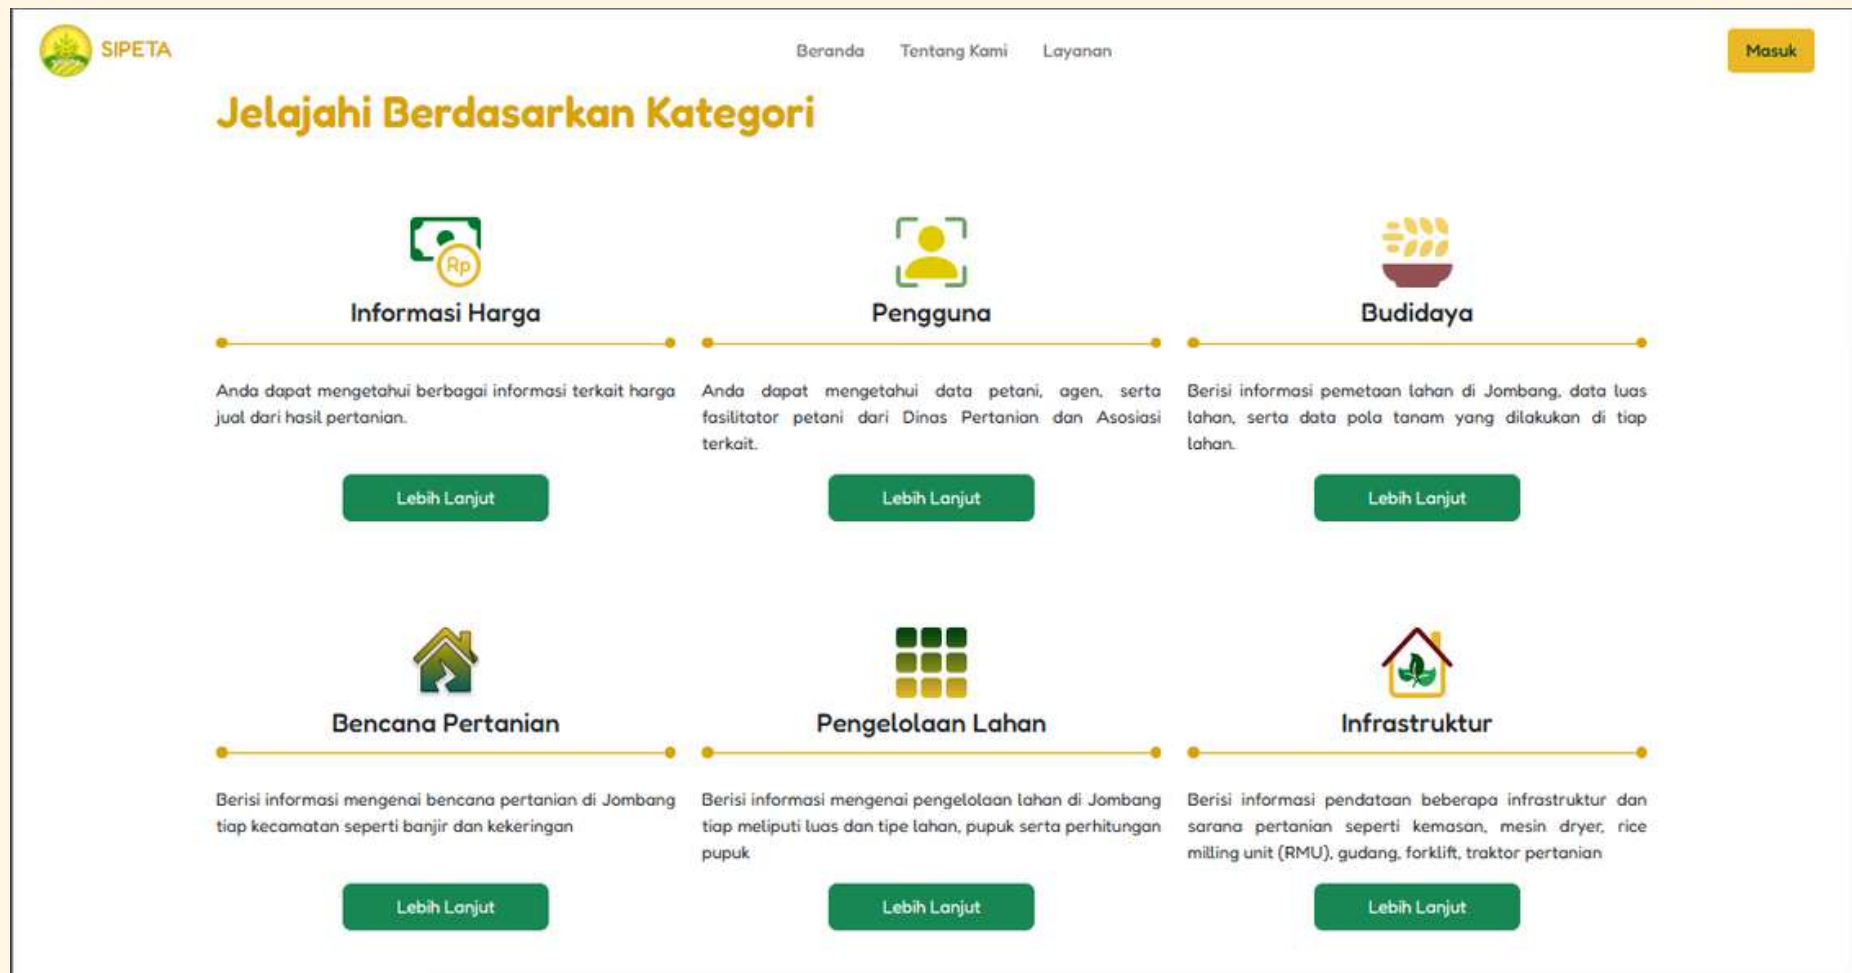 SIPETA
Beranda Tentang Kami Layanan
Masuk
Jelajahi Berdasarkan Kategori
Rp
Informasi Harga
Anda dapat mengetahui berbagai informasi terkait harga
jual dari hasil pertanian.
Lebih Lanjut
Pengguna
Anda dapat mengetahui data petani, agen, serta
fasilitator petani dari Dinas Pertanian dan Asosiasi
terkait.
Lebih Lanjut
Budidaya
Berisi informasi pemetaan lahan di Jombang, data luas
lahan, serta data pola tanam yang dilakukan di tiap
lahan.
Lebih Lanjut
Bencana Pertanian
Berisi informasi mengenai bencana pertanian di Jombang
tiap kecamatan seperti banjir dan kekeringan
Lebih Lanjut
Pengelolaan Lahan
Berisi informasi mengenai pengelolaan lahan di Jombang
tiap meliputi luas dan tipe lahan, pupuk serta perhitungan
pupuk
Lebih Lanjut
Infrastruktur
Berisi informasi pendataan beberapa infrastruktur dan
sarana pertanian seperti kemasan, mesin dryer, rice
milling unit (RMU), gudang, forklift, traktor pertanian
Lebih Lanjut